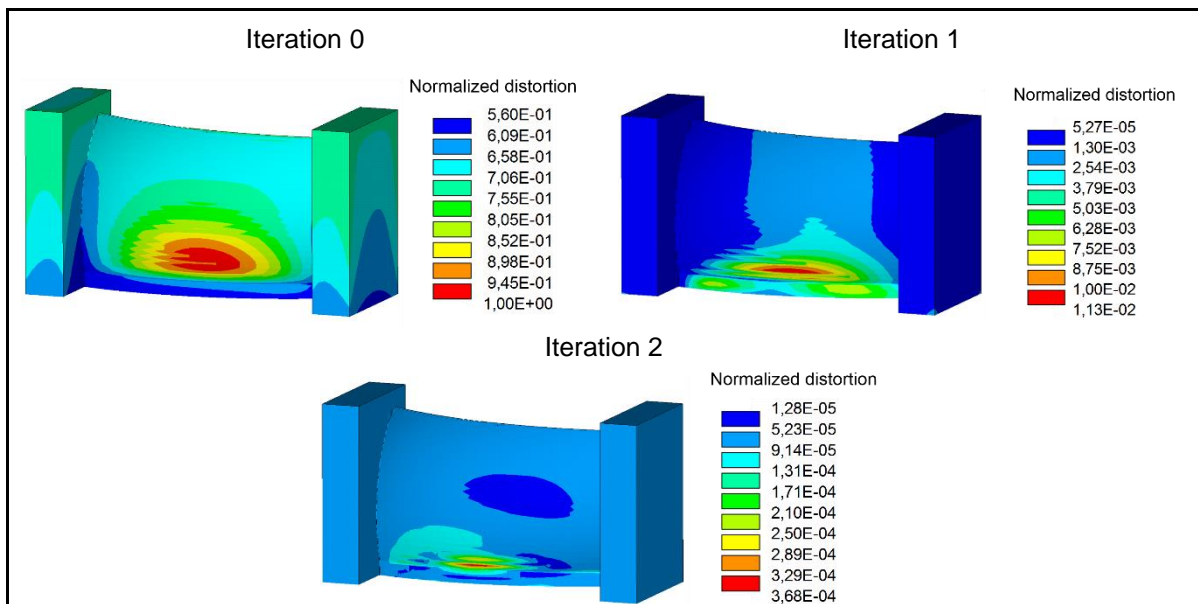 Iteration 0
Normalized distortion
5,60E-01
6,09E-01
6,58E-01
7,06E-01
7,55E-01
8,05E-01
8,52E-01
8,98E-01
9,45E-01
1,00E+00
Iteration 1
Normalized distortion
5,27E-05
1,30E-03
2,54E-03
3,79E-03
5,03E-03
6,28E-03
7,52E-03
8,75E-03
1,00E-02
1,13E-02
Iteration 2
Normalized distortion
1,28E-05
5,23E-05
9,14E-05
1,31E-04
1,71E-04
2,10E-04
2,50E-04
2,89E-04
3,29E-04
3,68E-04